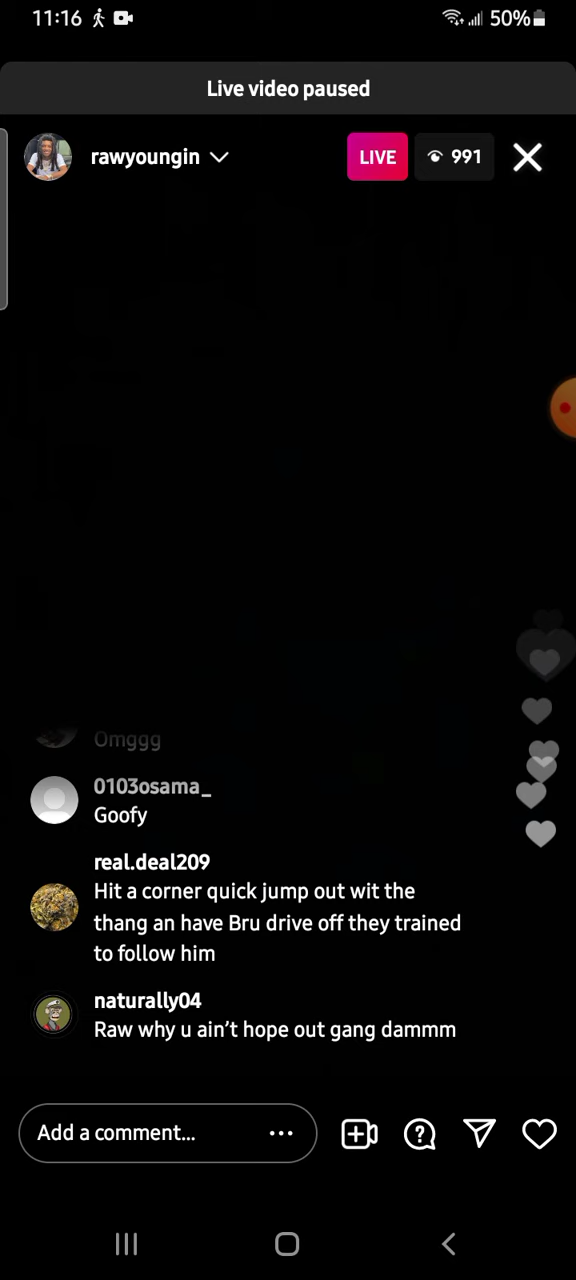 11:16
50%
Live video paused
rawyoungin
LIVE
991
Omggg
0103osama_
Goofy
real.deal209
Hit a corner quick jump out wit the
thang an have Bru drive off they trained
to follow him
naturally04
Raw why u ain't hope out gang dammm
Add a comment...